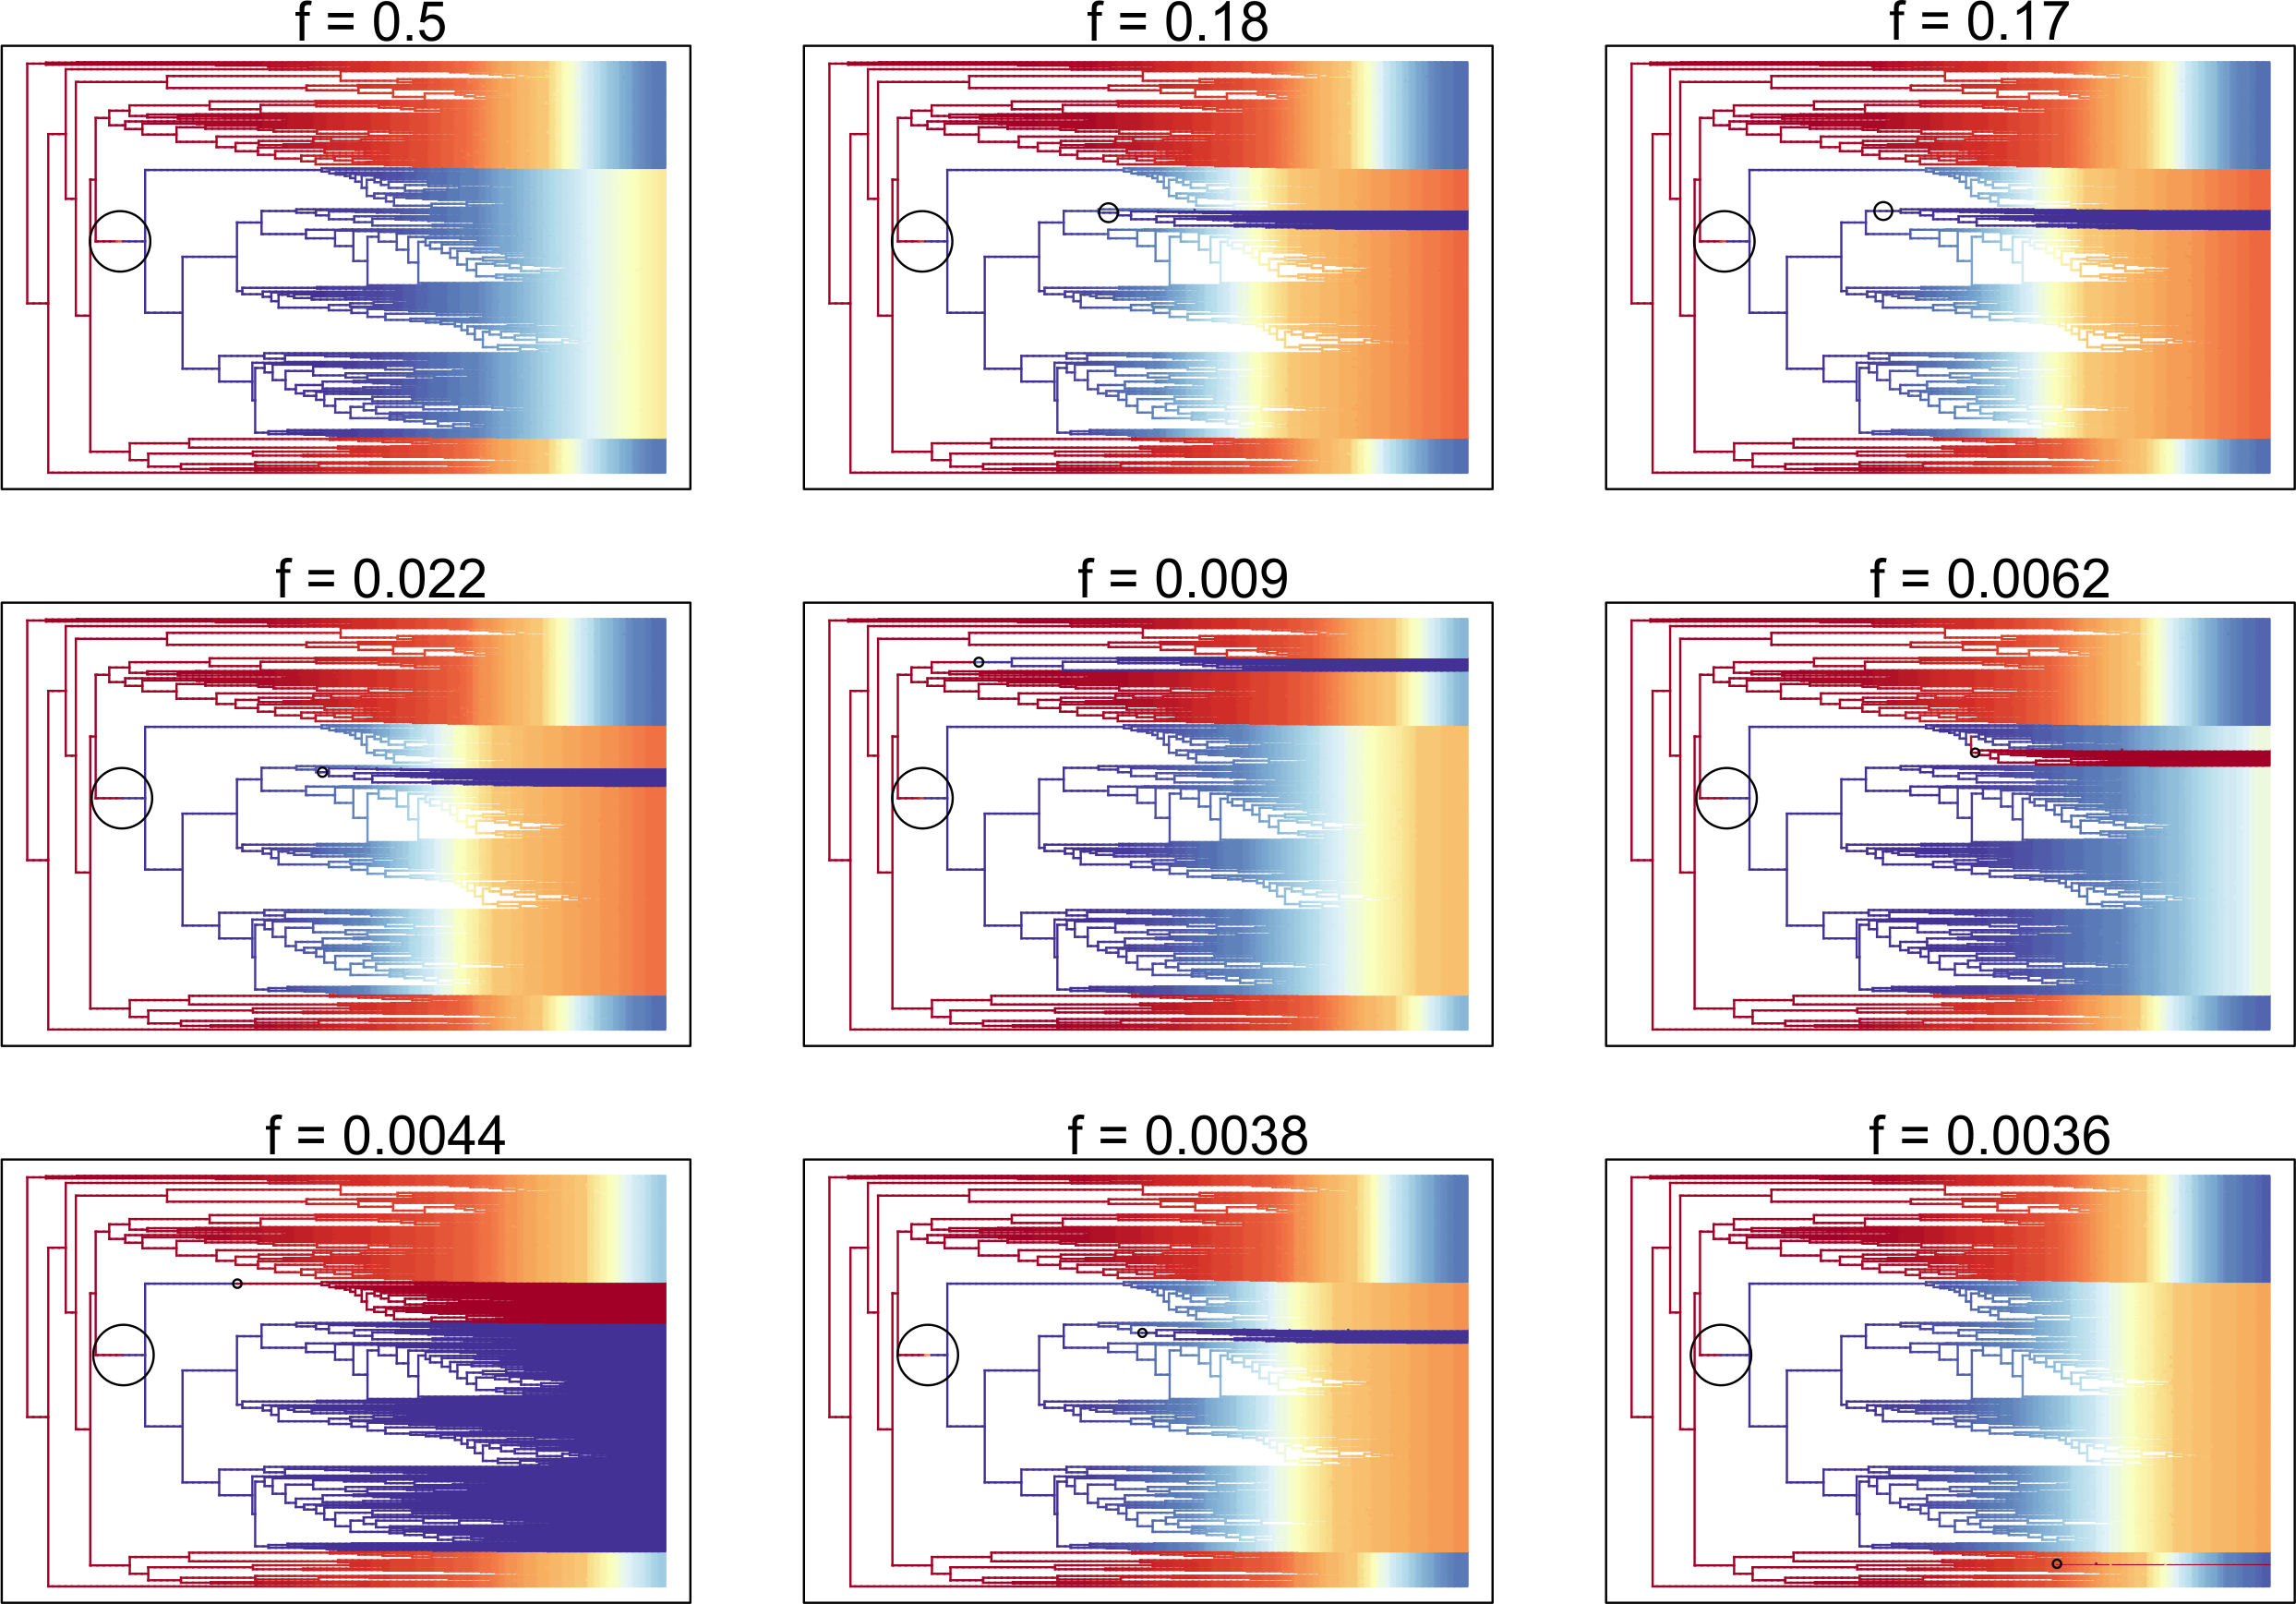 f = 0.5
f = 0.18
f = 0.17
f = 0.022
f = 0.009
f = 0.0062
f = 0.0044
f = 0.0038
f = 0.0036